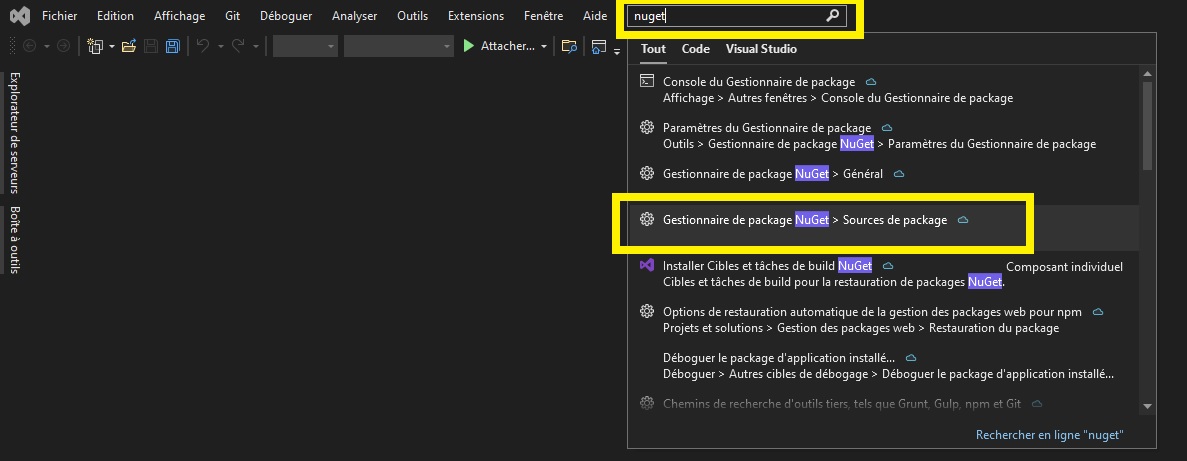 Fichier Edition Affichage Git Déboguer Analyser Outils Extensions Fenêtre Aide nuget
Attacher...
Explorateur de serveurs
Boîte à outils
Tout Code Visual Studio
Console du Gestionnaire de package
Affichage > Autres fenêtres > Console du Gestionnaire de package
Paramètres du Gestionnaire de package
Outils > Gestionnaire de package NuGet > Paramètres du Gestionnaire de package
Gestionnaire de package NuGet > Général
Gestionnaire de package NuGet > Sources de package
Installer Cibles et tâches de build NuGet Composant individuel
Cibles et tâches de build pour la restauration de packages NuGet.
Options de restauration automatique de la gestion des packages web pour npm
Projets et solutions > Gestion des packages web > Restauration du package
Déboguer le package d'application installé...
Déboguer > Autres cibles de débogage > Déboguer le package d'application installé...
Chemins de recherche d'outils tiers, tels que Grunt, Gulp, npm et Git
Rechercher en ligne "nuget"